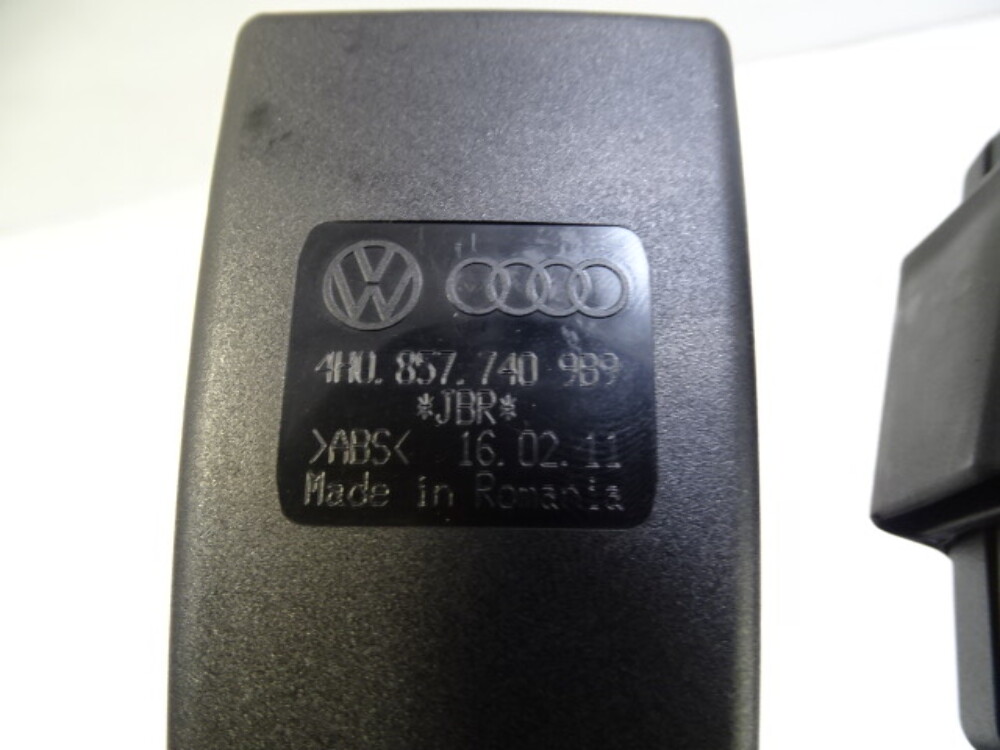 4H0.857.740 9B9
*JBR*
>ABS< 16.02.11
Made in Romania